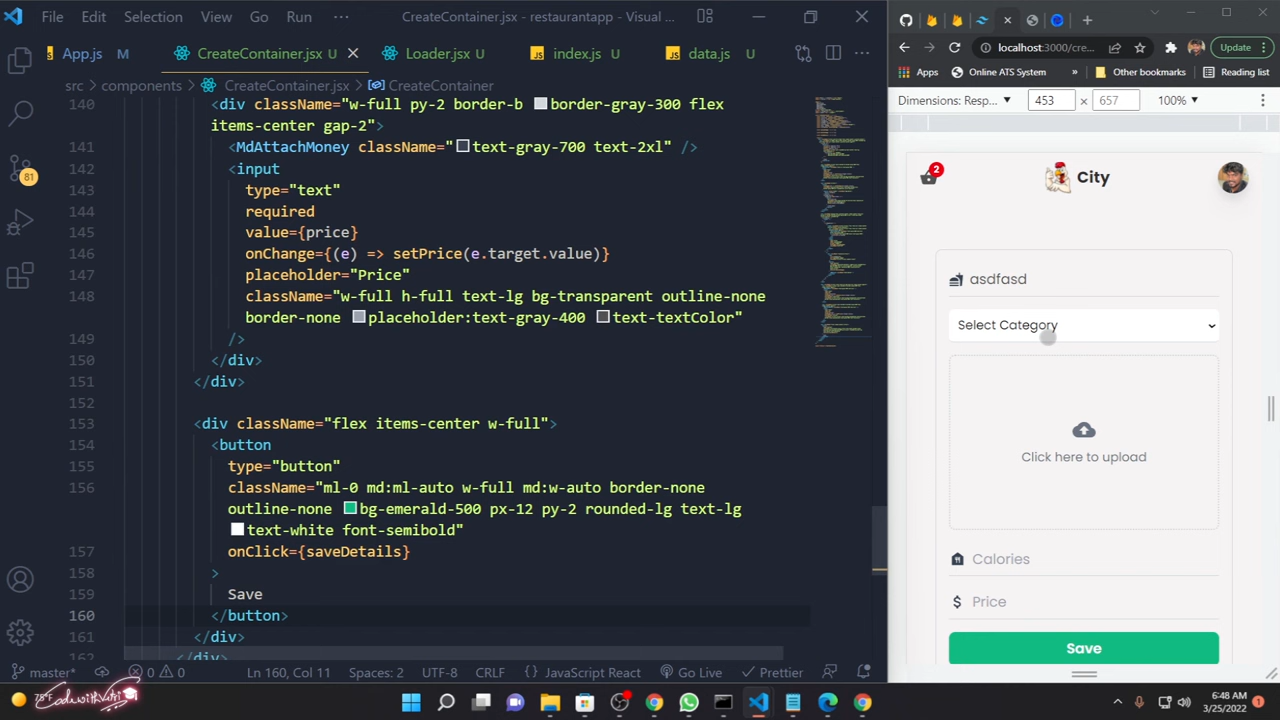 File Edit Selection View Go Run ··· CreateContainer.jsx - restaurantapp - Visual ...
App.js M CreateContainer.jsx U Loader.jsx U index.js U data.js U
src > components > CreateContainer.jsx > CreateContainer
140 <div className="w-full py-2 border-b border-gray-300 flex
items-center gap-2">
141 <MdAttachMoney className="text-gray-700 text-2xl" />
142 <input
143 type="text"
144 required
145 value={price}
146 onChange={(e) => setPrice(e.target.value)}
147 placeholder="Price"
148 className="w-full h-full text-lg bg-transparent outline-none
border-none placeholder:text-gray-400 text-textColor"
149 />
150 </div>
151 </div>
152
153 <div className="flex items-center w-full">
154 <button
155 type="button"
156 className="ml-0 md:ml-auto w-full md:w-auto border-none
outline-none bg-emerald-500 px-12 py-2 rounded-lg text-lg
text-white font-semibold"
157 onClick={saveDetails}
158 >
159 Save
160 </button>
161 </div>
162 </div>
81
master* 0 0 Ln 160, Col 11 Spaces: UTF-8 CRLF {} JavaScript React Go Live Prettier
localhost:3000/cre... Update
Apps Online ATS System » Other bookmarks Reading list
Dimensions: Resp... 453 × 657 100%
2 City
asdfasd
Select Category
Click here to upload
Calories
Price
Save
75°F
6:48 AM
3/25/2022